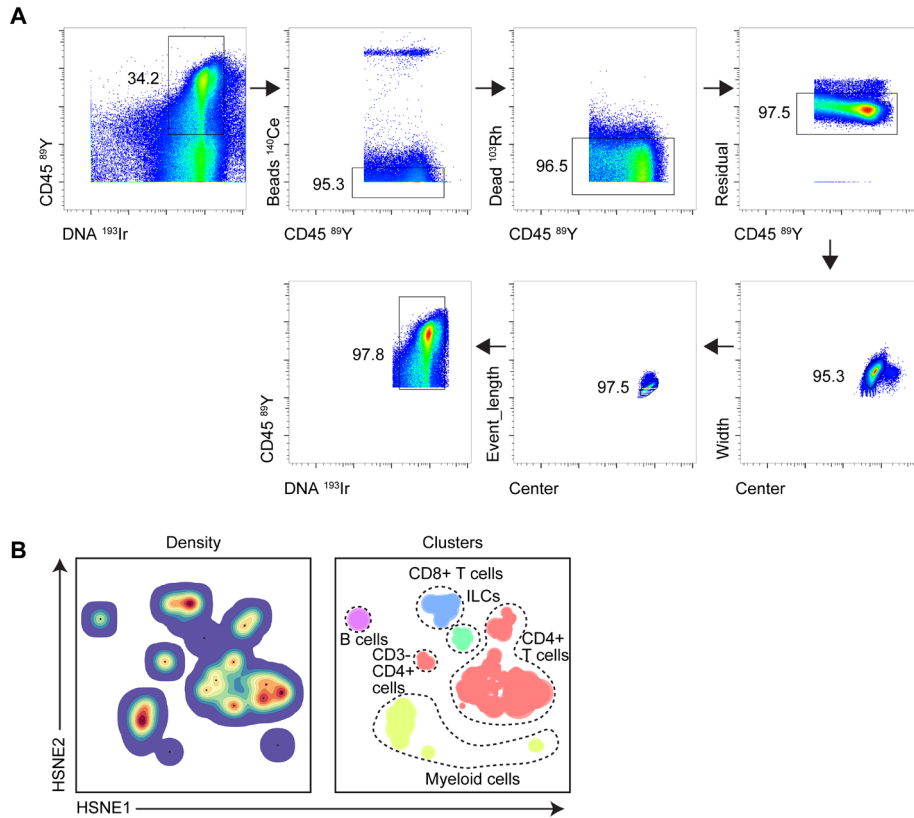 A
34.2
CD45 ⁸⁹Y
DNA ¹⁹³Ir
95.3
Beads ¹⁴⁰Ce
CD45 ⁸⁹Y
96.5
Dead ¹⁰³Rh
CD45 ⁸⁹Y
97.5
Residual
CD45 ⁸⁹Y
97.8
CD45 ⁸⁹Y
DNA ¹⁹³Ir
97.5
Event_length
Center
95.3
Width
Center
B
Density
Clusters
CD8+ T cells
ILCs
B cells
CD4+
T cells
CD3-
CD4+
cells
Myeloid cells
HSNE2
HSNE1